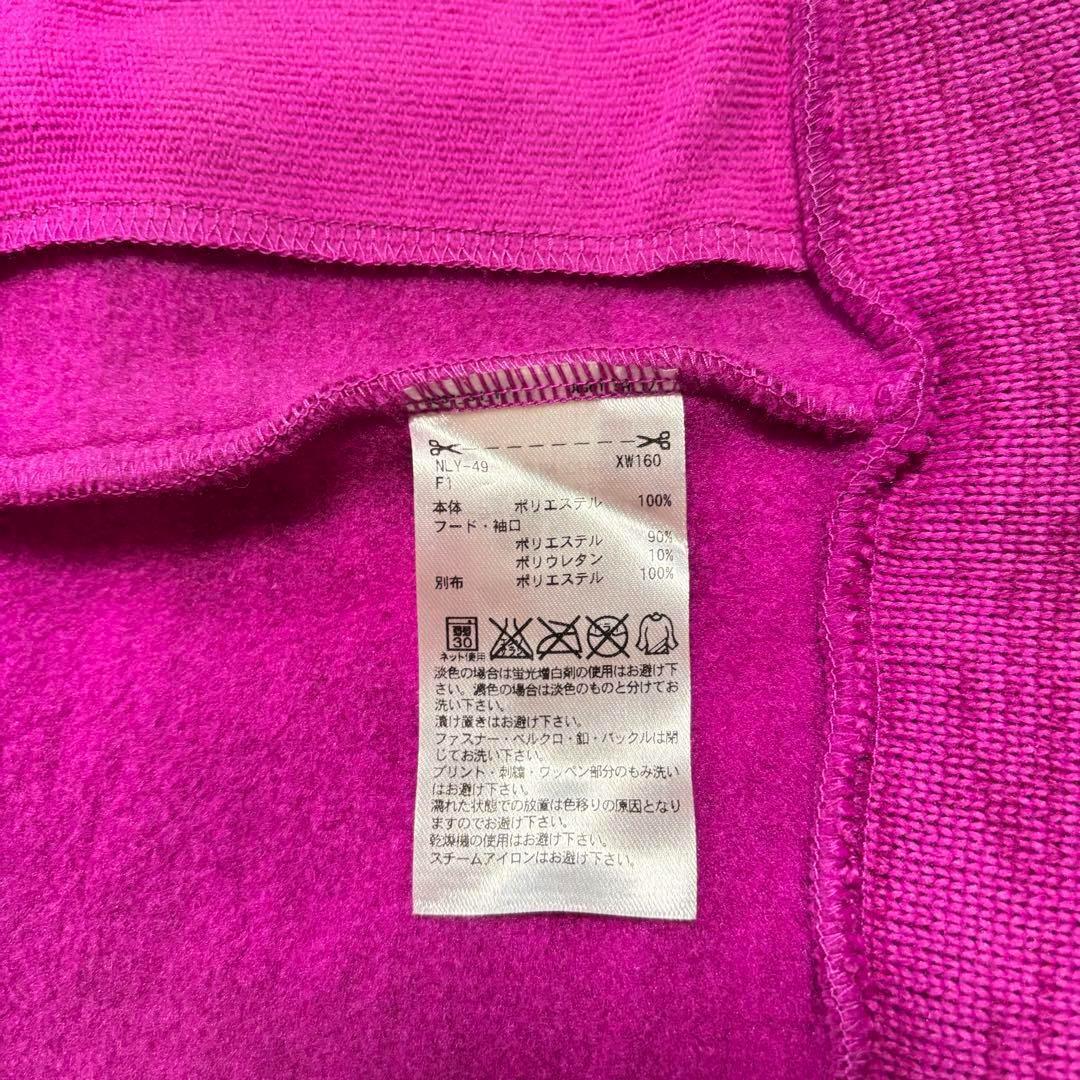 NLY-49 XW160
F1
本体 ポリエステル 100%
フード・袖口
ポリエステル 90%
ポリウレタン 10%
別布 ポリエステル 100%
30
ネット使用
淡色の場合は蛍光増白剤の使用はお避け下
さい。濃色の場合は淡色のものと分けてお
洗い下さい。
漬け置きはお避け下さい。
ファスナー・ベルクロ・釦・バックルは閉
じてお洗い下さい。
プリント・刺繍・ワッペン部分のもみ洗い
はお避け下さい。
濡れた状態での放置は色移りの原因となり
ますのでお避け下さい。
乾燥機の使用はお避け下さい。
スチームアイロンはお避け下さい。